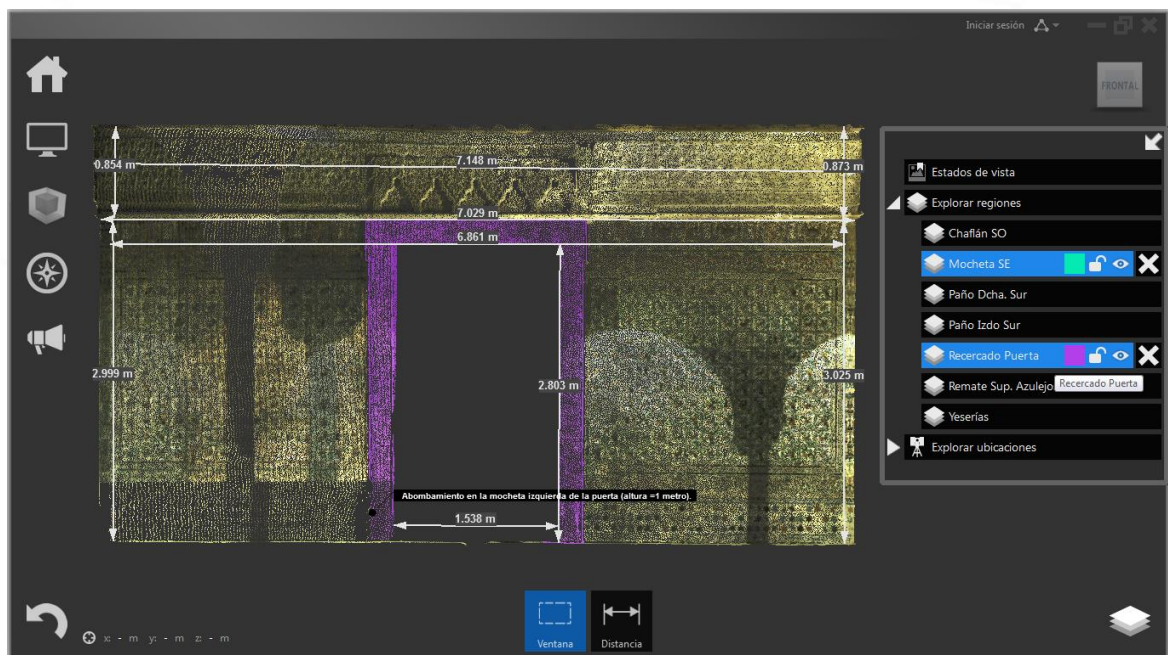 Iniciar sesión
FRONTAL
0.854 m
7.148 m
0.873 m
7.029 m
6.861 m
2.999 m
2.803 m
3.025 m
Abombamiento en la mocheta izquierda de la puerta (altura =1 metro).
1.538 m
Estados de vista
Explorar regiones
Chaflán SO
Mocheta SE
Paño Dcha. Sur
Paño Izdo Sur
Recercado Puerta
Remate Sup. Azulejo
Recercado Puerta
Yeserías
Explorar ubicaciones
x: - m y: - m z: - m
Ventana
Distancia